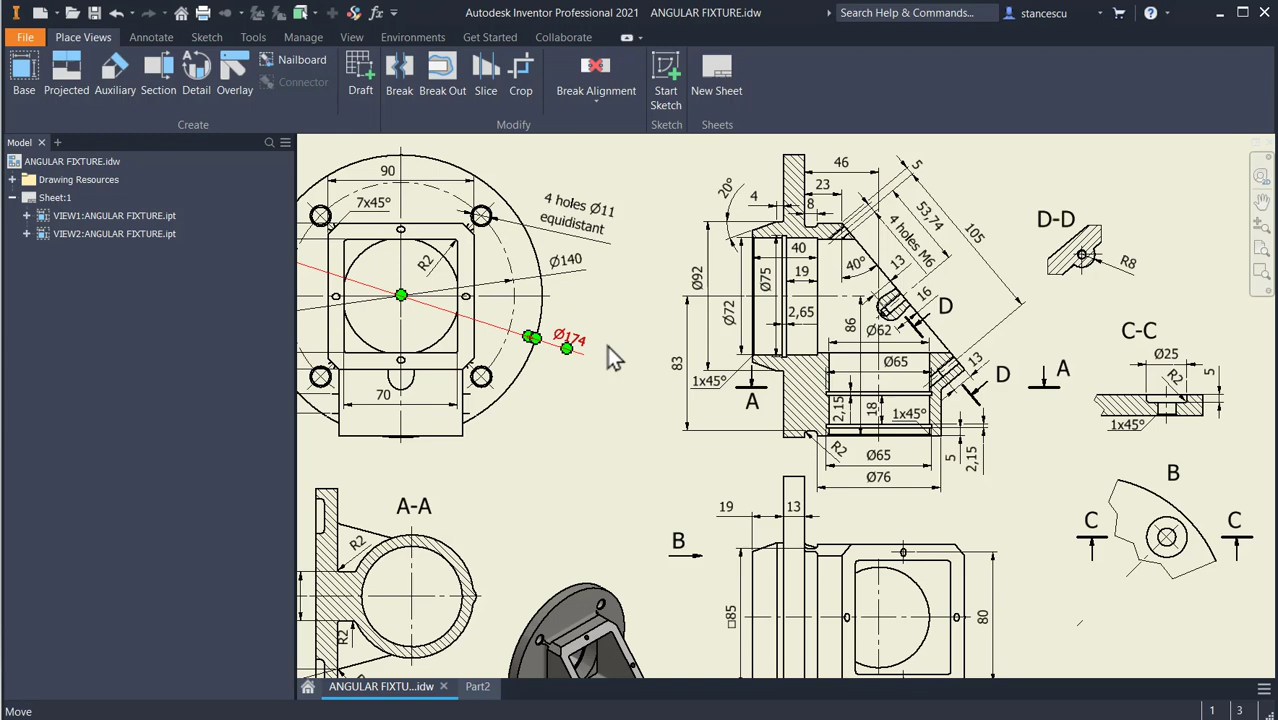 Autodesk Inventor Professional 2021 ANGULAR FIXTURE.idw
Search Help & Commands...
stancescu
File Place Views Annotate Sketch Tools Manage View Environments Get Started Collaborate
Base
Projected
Auxiliary
Section
Detail
Overlay
Nailboard
Connector
Draft
Break
Break Out
Slice
Crop
Break Alignment
Start
Sketch
New Sheet
Create
Modify
Sketch
Sheets
Model
ANGULAR FIXTURE.idw
Drawing Resources
Sheet:1
VIEW1:ANGULAR FIXTURE.ipt
VIEW2:ANGULAR FIXTURE.ipt
90
7x45°
4 holes Ø11
equidistant
R2
Ø140
Ø174
70
46
5
20°
4
23
8
53,74
105
4 holes M6
40
40°
13
Ø92
Ø75
19
Ø72
16
2,65
86
Ø62
D
83
Ø65
13
1x45°
D
A
2,15
18
1x45°
R2
5
2,15
Ø65
Ø76
A
D-D
R8
C-C
Ø25
R2
5
1x45°
B
C
C
A-A
R2
R2
19
13
B
□85
80
ANGULAR FIXTU...idw
Part2
Move
1
3